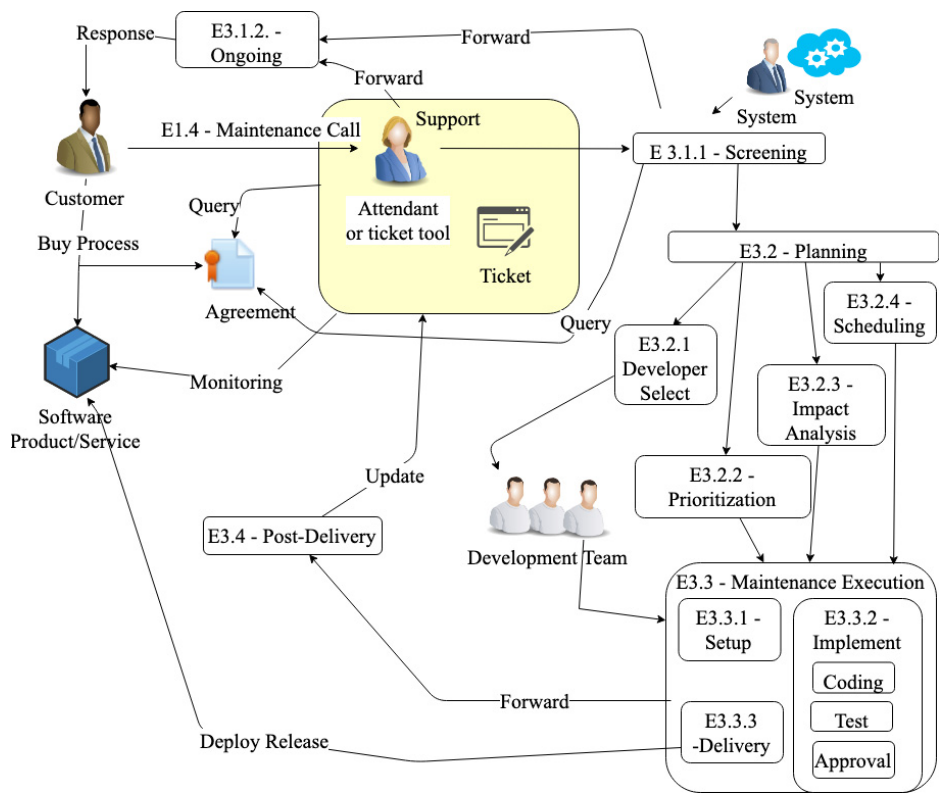 Response
E3.1.2. -
Ongoing
Forward
Forward
System
System
E1.4 - Maintenance Call
Support
E 3.1.1 - Screening
Customer
Query
Attendant
or ticket tool
Buy Process
Ticket
E3.2 - Planning
Agreement
Query
E3.2.4 -
Scheduling
E3.2.1
Developer
Select
E3.2.3 -
Impact
Analysis
Monitoring
Software
Product/Service
Update
E3.2.2 -
Prioritization
E3.4 - Post-Delivery
Development Team
E3.3 - Maintenance Execution
E3.3.1 -
Setup
E3.3.2 -
Implement
Coding
Test
Approval
Forward
E3.3.3
-Delivery
Deploy Release